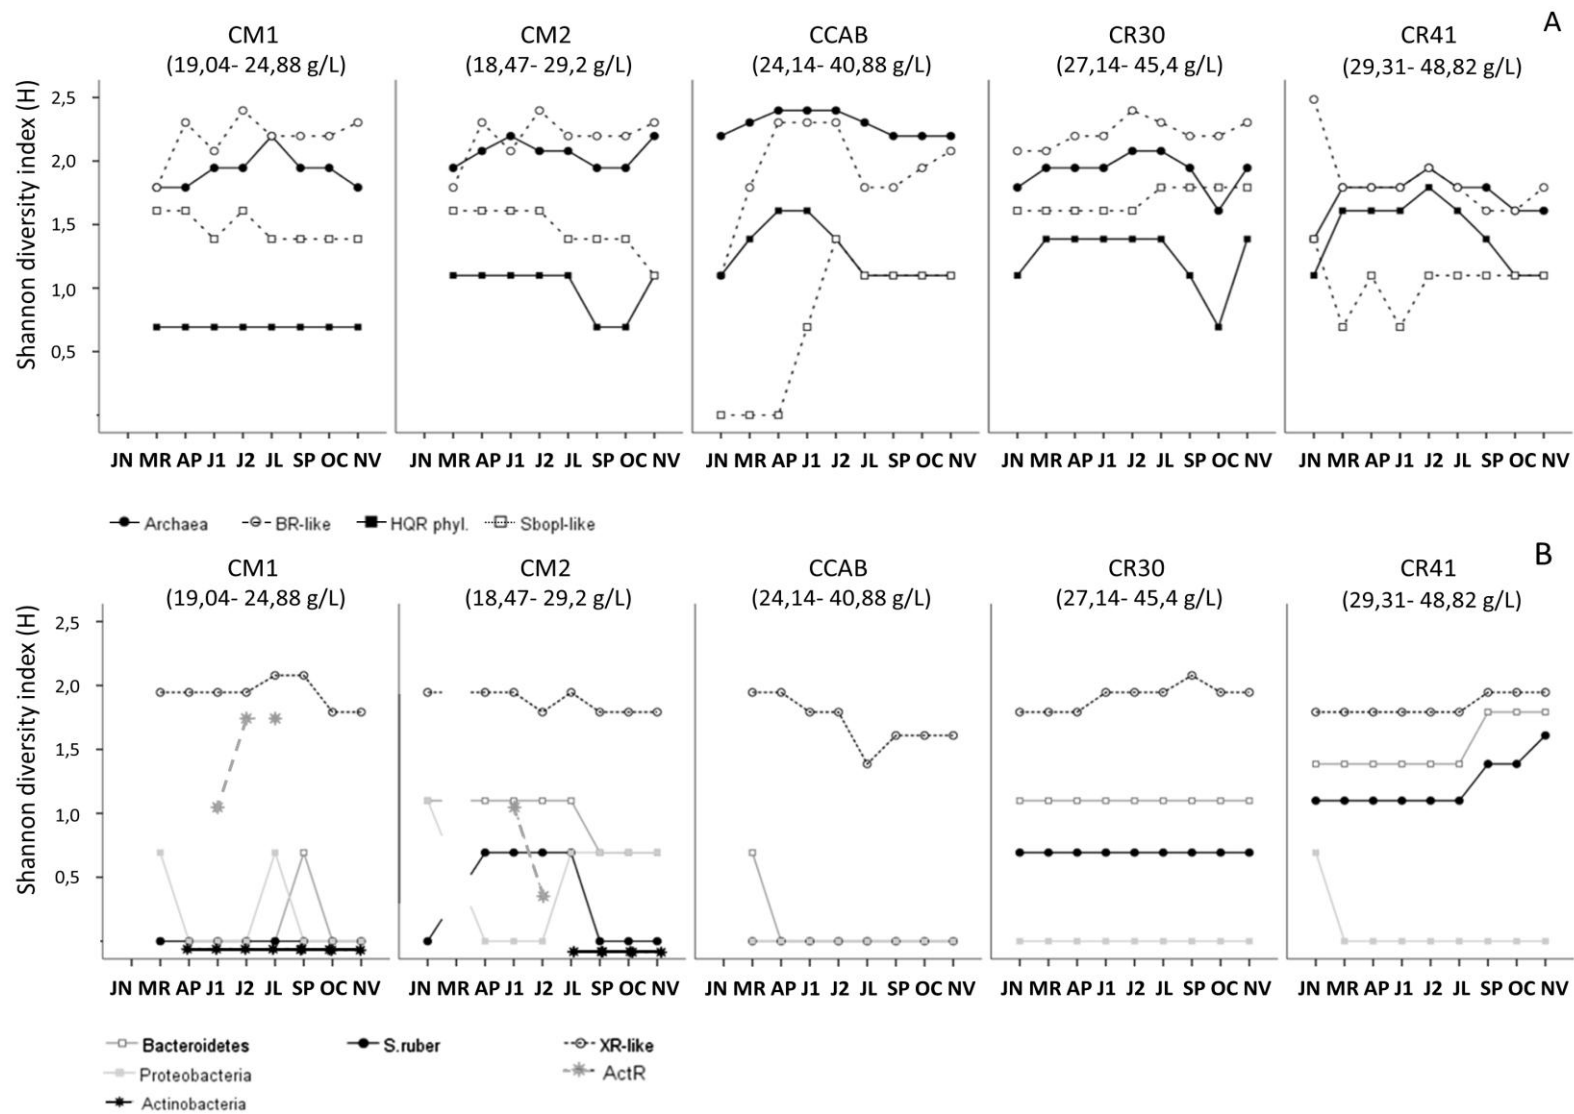 A
CM1 CM2 CCAB CR30 CR41
(19,04- 24,88 g/L) (18,47- 29,2 g/L) (24,14- 40,88 g/L) (27,14- 45,4 g/L) (29,31- 48,82 g/L)
Shannon diversity index (H)
2,5
2,0
1,5
1,0
0,5
JN MR AP J1 J2 JL SP OC NV JN MR AP J1 J2 JL SP OC NV JN MR AP J1 J2 JL SP OC NV JN MR AP J1 J2 JL SP OC NV JN MR AP J1 J2 JL SP OC NV
Archaea BR-like HQR phyl. Sbopl-like
B
CM1 CM2 CCAB CR30 CR41
(19,04- 24,88 g/L) (18,47- 29,2 g/L) (24,14- 40,88 g/L) (27,14- 45,4 g/L) (29,31- 48,82 g/L)
Shannon diversity index (H)
2,5
2,0
1,5
1,0
0,5
JN MR AP J1 J2 JL SP OC NV JN MR AP J1 J2 JL SP OC NV JN MR AP J1 J2 JL SP OC NV JN MR AP J1 J2 JL SP OC NV JN MR AP J1 J2 JL SP OC NV
Bacteroidetes S.ruber XR-like
Proteobacteria ActR
Actinobacteria